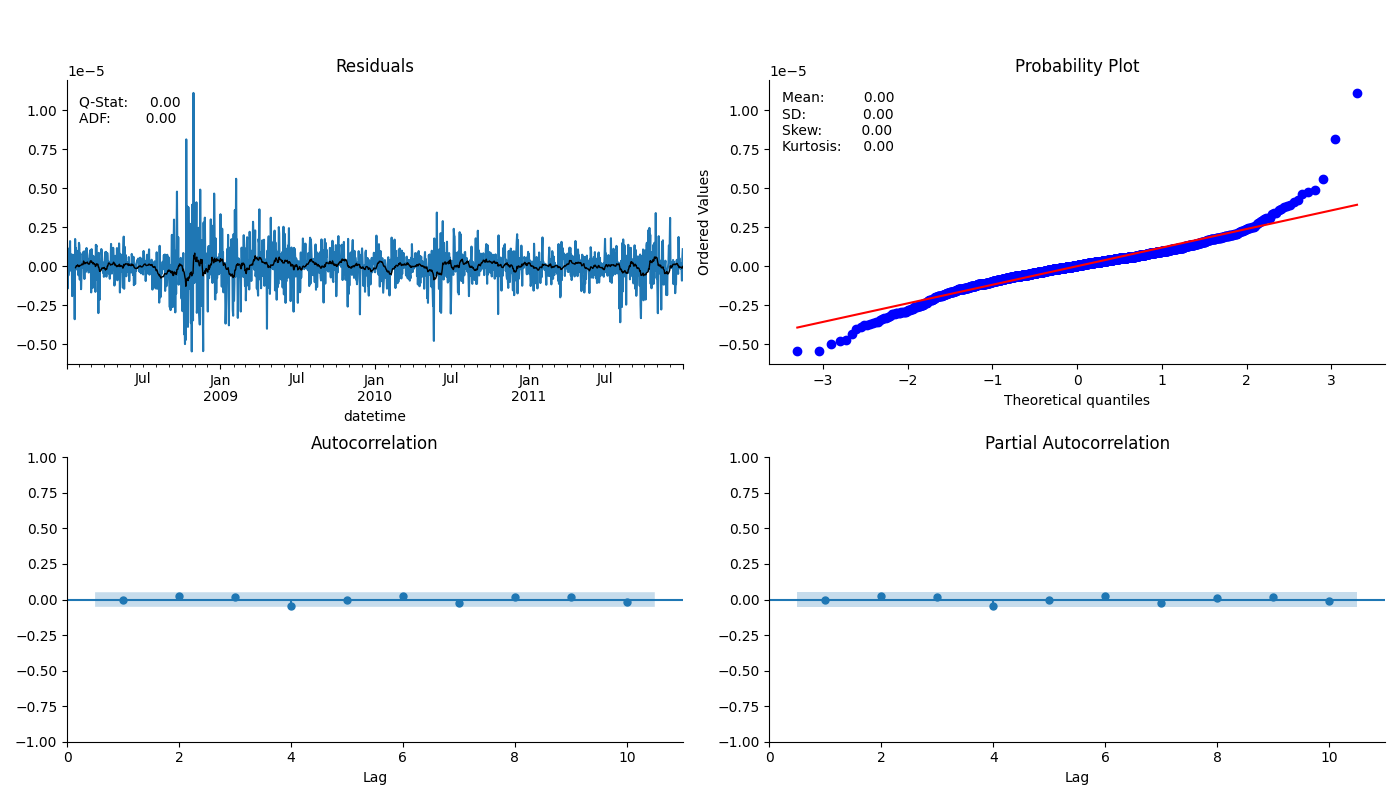 Residuals
1e−5
Q-Stat: 0.00
ADF: 0.00
1.00
0.75
0.50
0.25
0.00
−0.25
−0.50
Jul
Jan
2009
Jul
Jan
2010
Jul
Jan
2011
Jul
datetime
Probability Plot
1e−5
Mean: 0.00
SD: 0.00
Skew: 0.00
Kurtosis: 0.00
Ordered Values
1.00
0.75
0.50
0.25
0.00
−0.25
−0.50
−3 −2 −1 0 1 2 3
Theoretical quantiles
Autocorrelation
1.00
0.75
0.50
0.25
0.00
−0.25
−0.50
−0.75
−1.00
0 2 4 6 8 10
Lag
Partial Autocorrelation
1.00
0.75
0.50
0.25
0.00
−0.25
−0.50
−0.75
−1.00
0 2 4 6 8 10
Lag